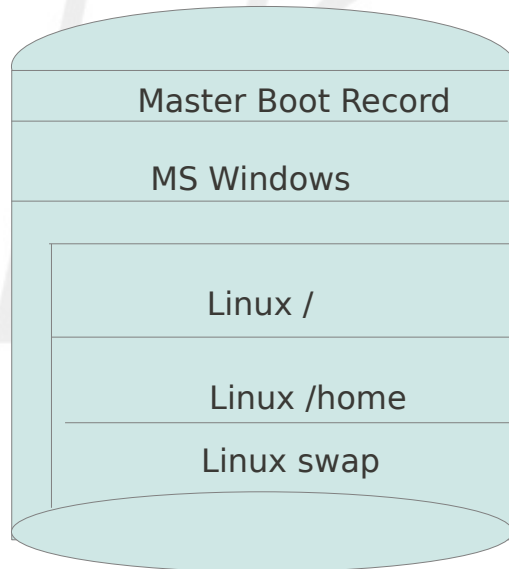 Master Boot Record
MS Windows
Linux /
Linux /home
Linux swap